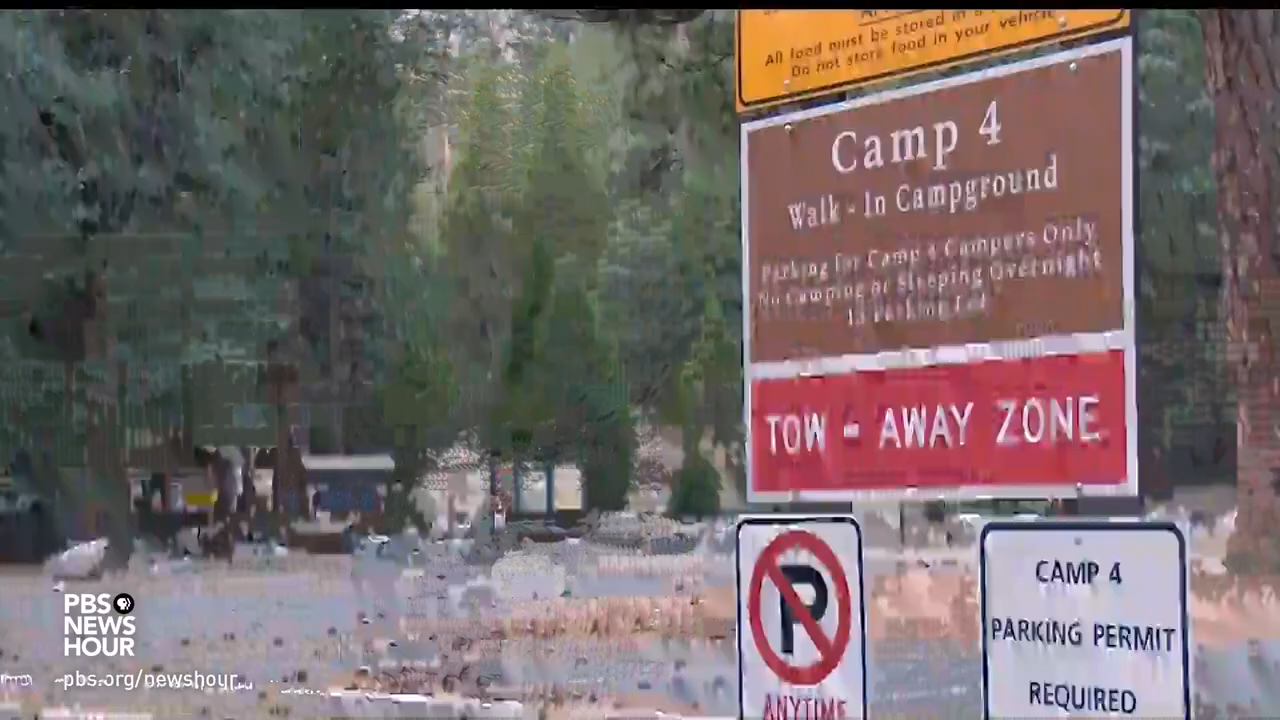 All food must be stored in a
Do not store food in your vehicle
Camp 4
Walk - In Campground
Parking for Camp 4 Campers Only
No Camping or Sleeping Overnight
In Parking Lot
TOW - AWAY ZONE
P
ANYTIME
CAMP 4
PARKING PERMIT
REQUIRED
PBS
NEWS
HOUR
pbs.org/newshour